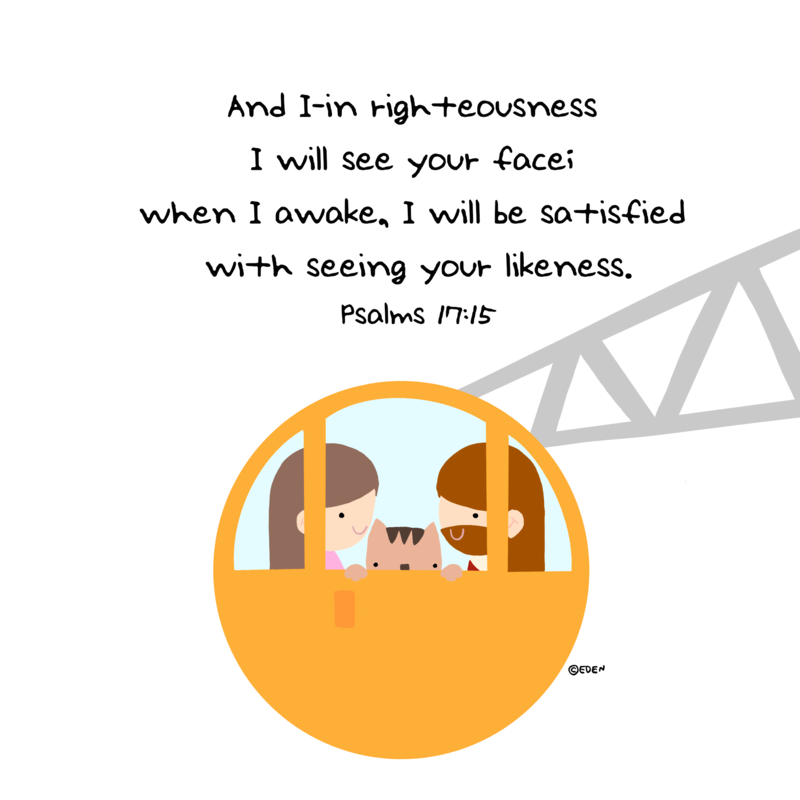 And I-in righteousness
I will see your face;
when I awake, I will be satisfied
with seeing your likeness.
Psalms 17:15
©EDEN